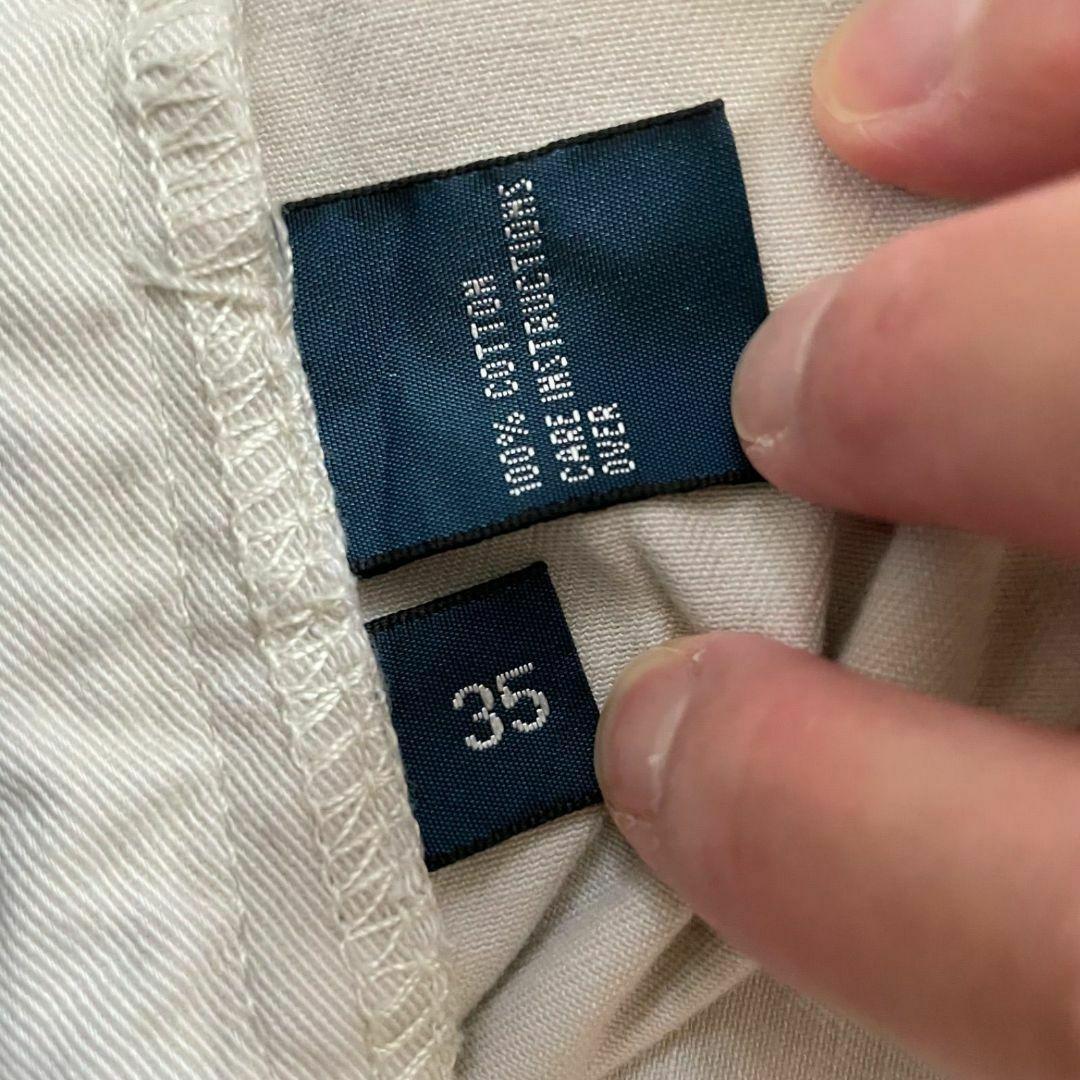 100% COTTON
CARE INSTRUCTIONS
OVER
35